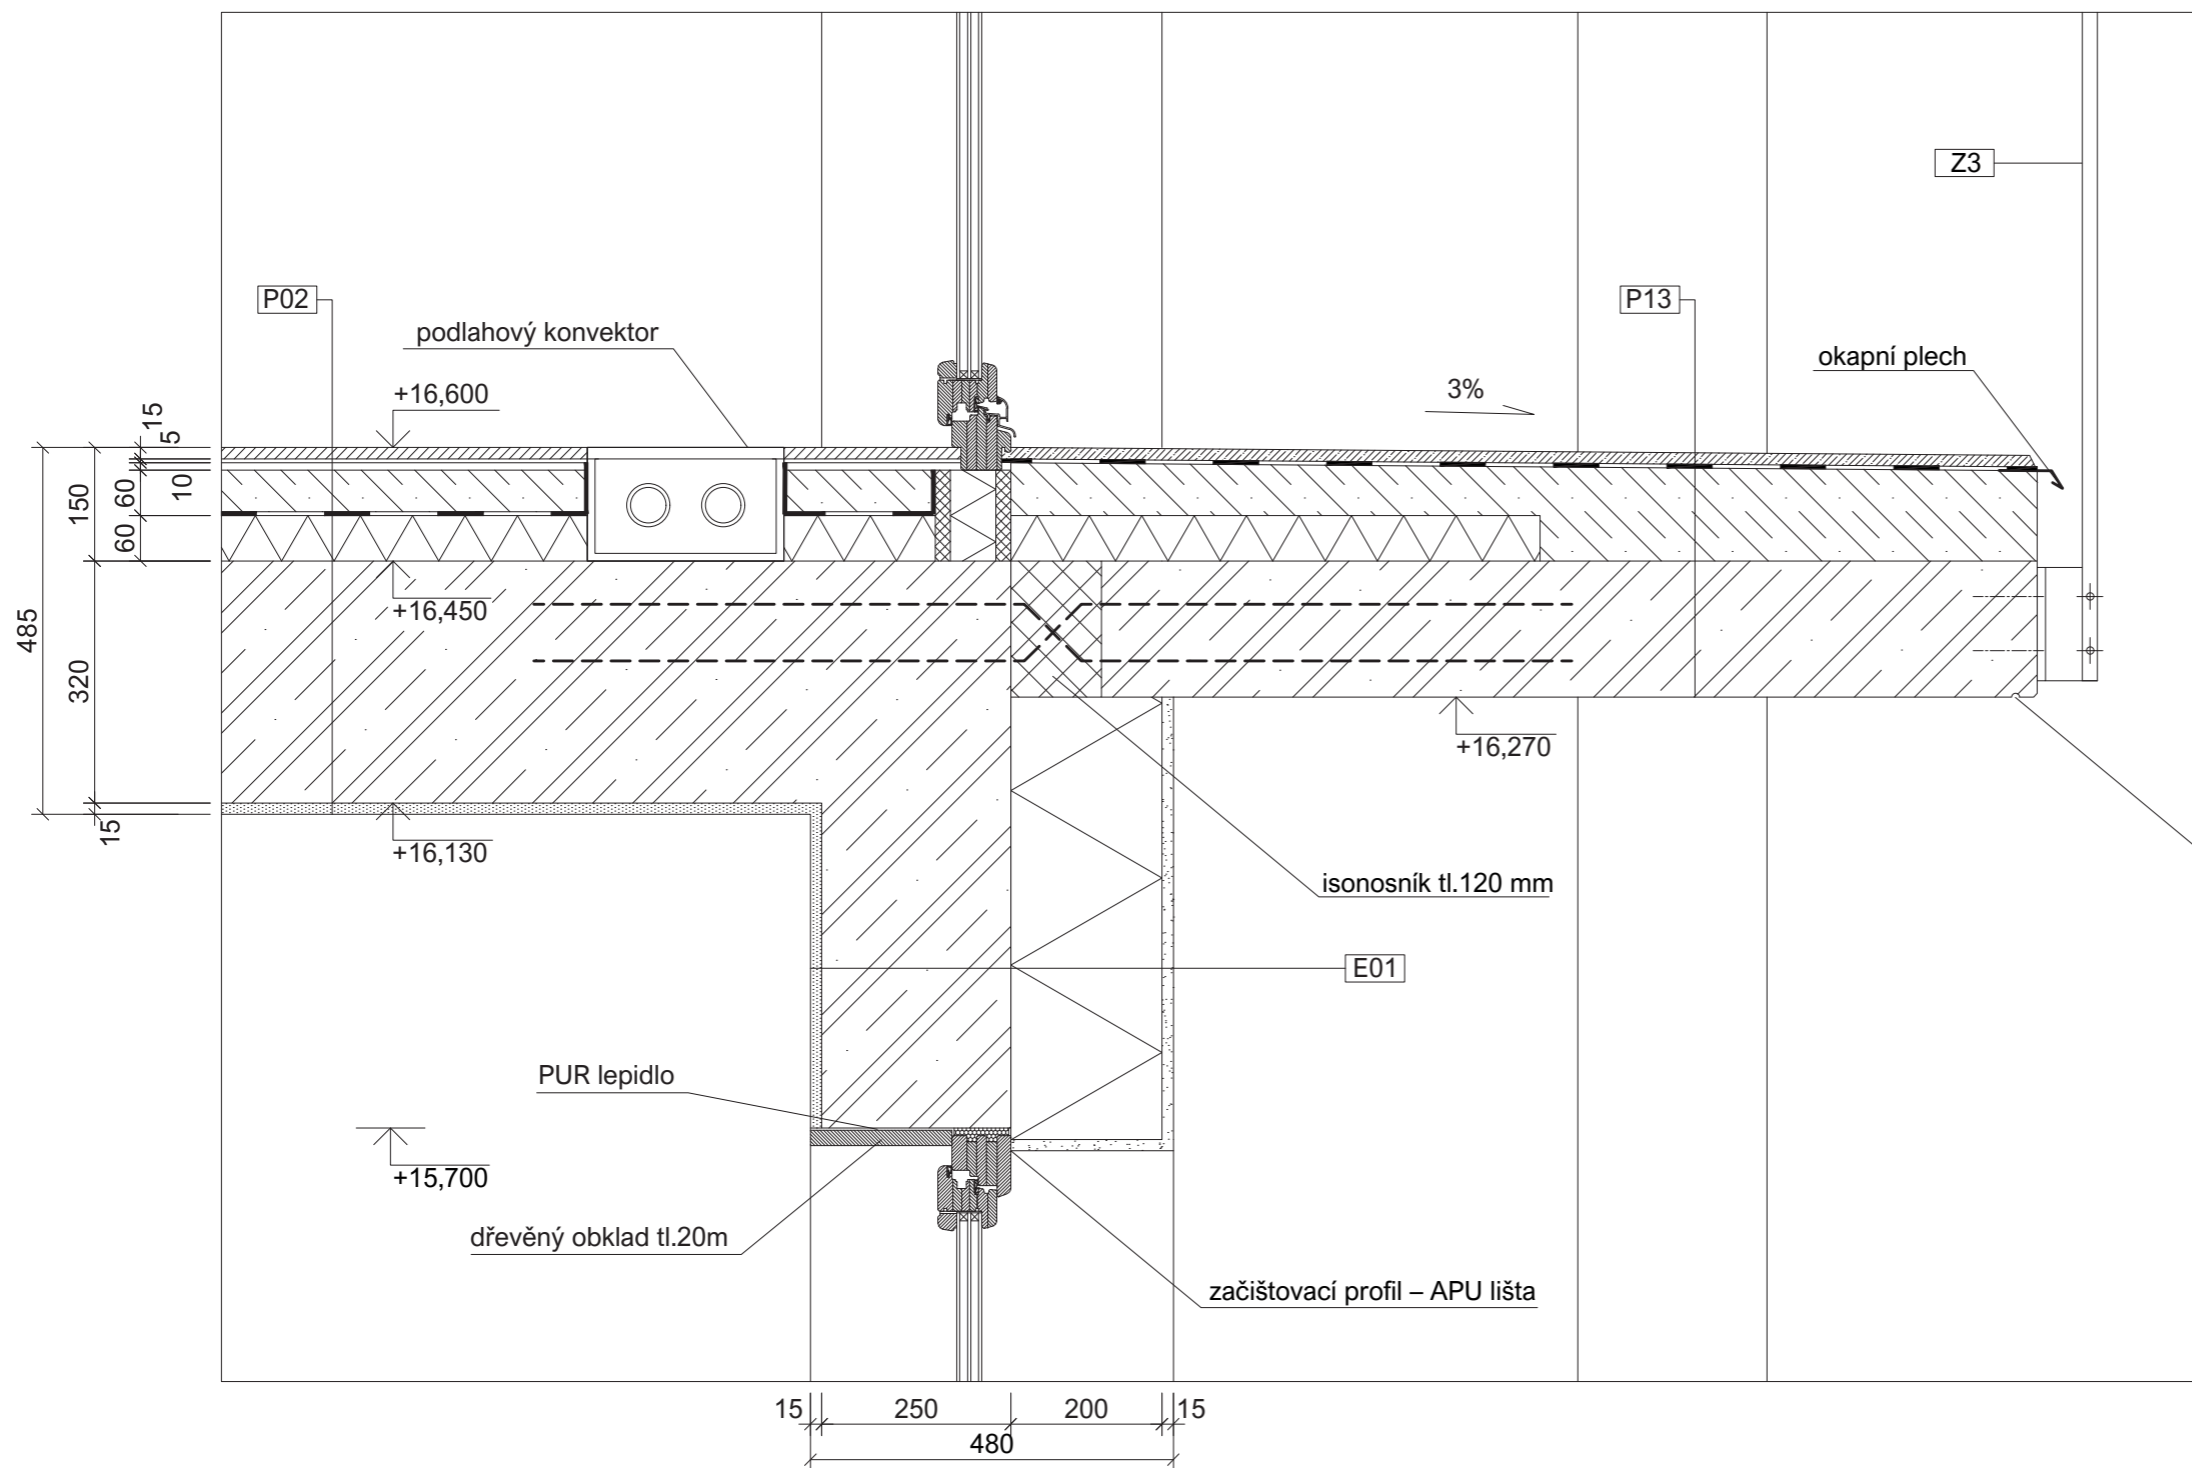 Z3
P02
P13
podlahový konvektor
okapní plech
+16,600
3%
15
5
10
60
60
150
485
320
15
+16,450
+16,270
+16,130
isonosník tl.120 mm
E01
PUR lepidlo
+15,700
dřevěný obklad tl.20m
začištovací profil – APU lišta
15
250
200
15
480